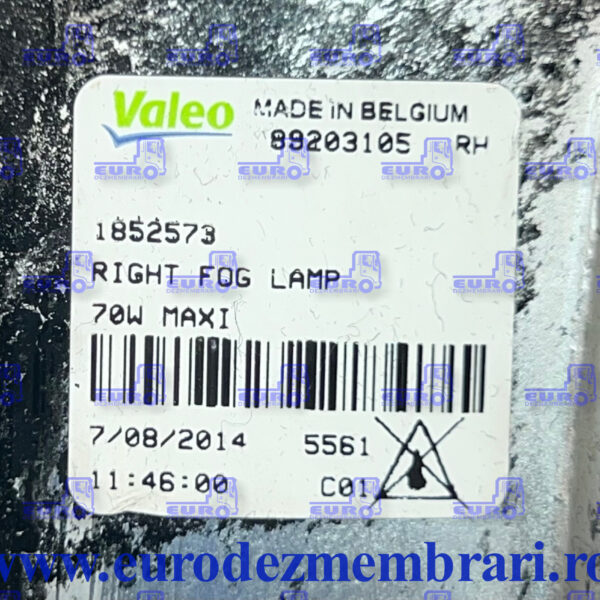 Valeo MADE iN BELGIUM
89203105 RH
1852573
RIGHT FOG LAMP
70W MAXI
7/08/2014 5561
11:46:00 C01
www.eurodezmembrari.ro